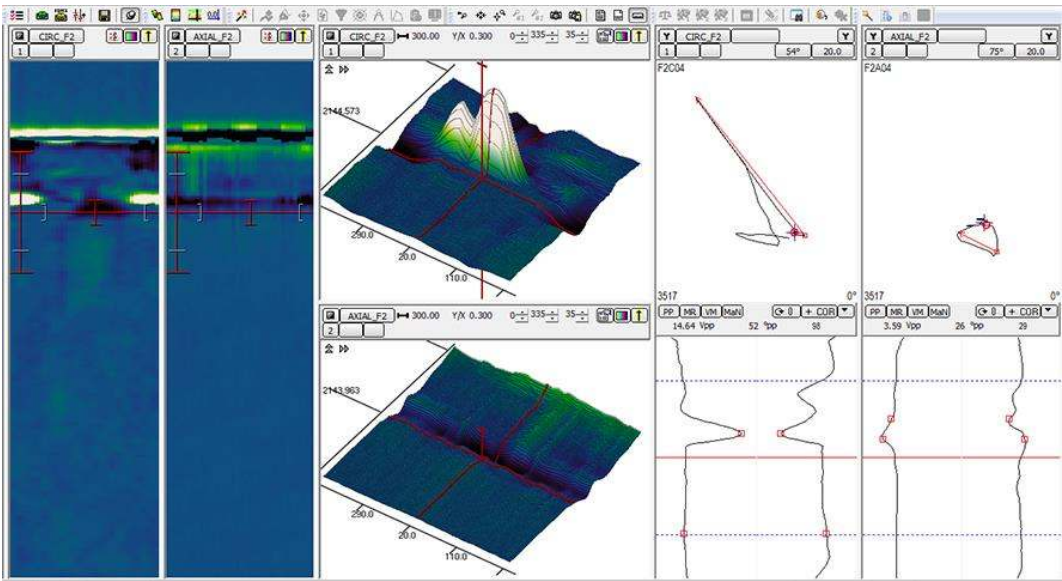 CIRC_F2
1
AXIAL_F2
2
CIRC_F2 300.00 Y/X 0.300 0 335 35
1
2144.573
290.0
20.0
110.0
AXIAL_F2 300.00 Y/X 0.300 0 335 35
2
2143.963
290.0
20.0
110.0
Y CIRC_F2 Y
1 54° 20.0
F2C04
3517 0°
PP MR VM MaN 0 + COR
14.64 Vpp 52 °pp 98
Y AXIAL_F2 Y
2 75° 20.0
F2A04
3517 0°
PP MR VM MaN 0 + COR
3.59 Vpp 26 °pp 29